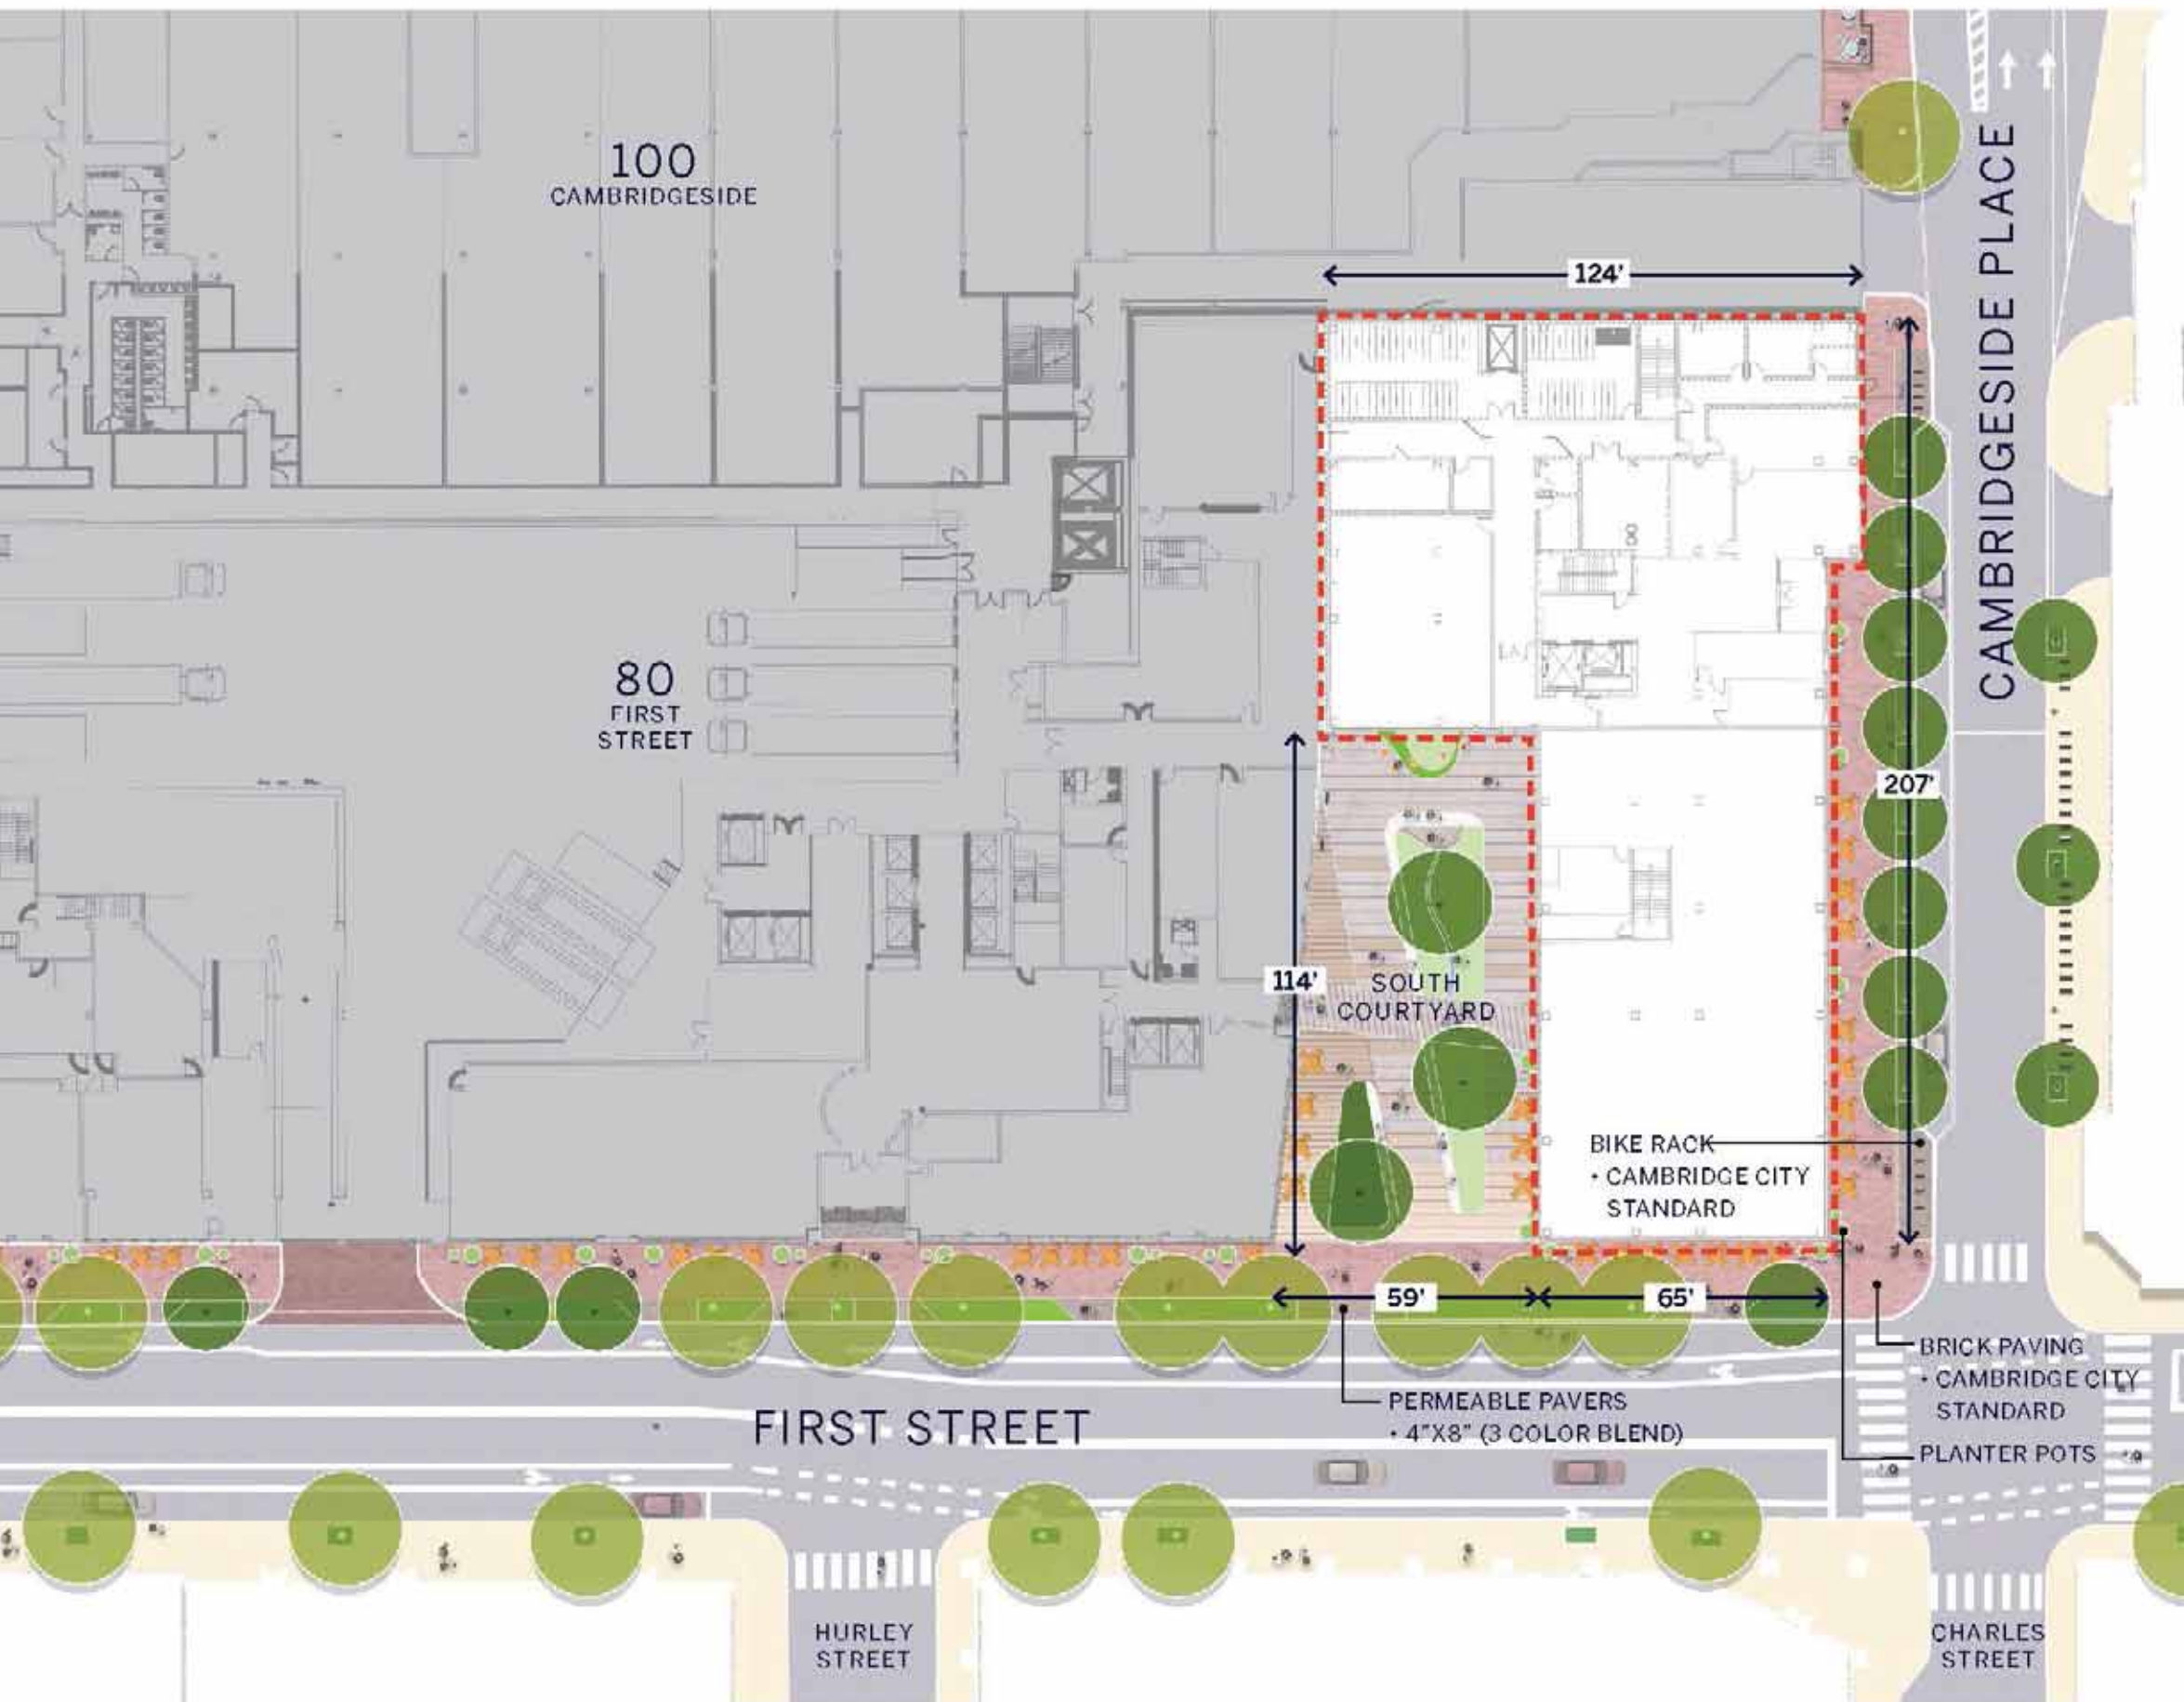 100
CAMBRIDGESIDE
CAMBRIDGESIDE PLACE
124'
80
FIRST
STREET
207'
114'
SOUTH
COURTYARD
BIKE RACK
• CAMBRIDGE CITY
STANDARD
59'
65'
BRICK PAVING
• CAMBRIDGE CITY
STANDARD
PERMEABLE PAVERS
• 4"X8" (3 COLOR BLEND)
FIRST STREET
PLANTER POTS
HURLEY
STREET
CHARLES
STREET